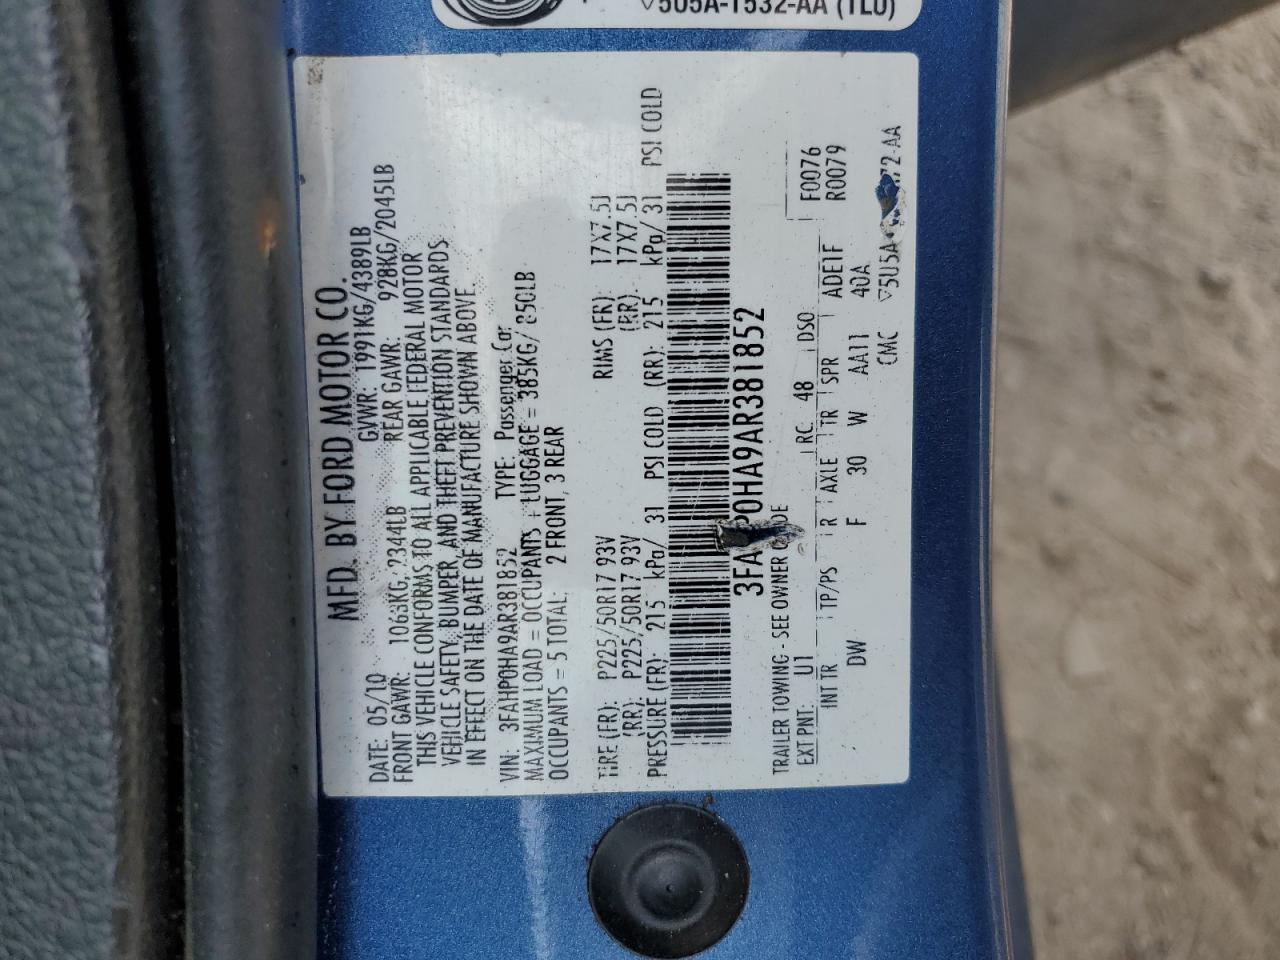 ▽5U5A-1532-AA (TLU)
MFD. BY FORD MOTOR CO.
DATE: 05/10 GVWR: 1991KG/4389LB
FRONT GAWR: 1063KG/2344LB REAR GAWR: 928KG/2045LB
THIS VEHICLE CONFORMS TO ALL APPLICABLE FEDERAL MOTOR
VEHICLE SAFETY, BUMPER, AND THEFT PREVENTION STANDARDS
IN EFFECT ON THE DATE OF MANUFACTURE SHOWN ABOVE.
VIN: 3FAHP0HA9AR381852 TYPE: Passenger Car
MAXIMUM LOAD = OCCUPANTS + LUGGAGE = 385KG/850LB
OCCUPANTS = 5 TOTAL, 2 FRONT, 3 REAR
TIRE (FR): P225/50R17 93V RIMS (FR): 17X7.5J
(RR): P225/50R17 93V (RR): 17X7.5J
PRESSURE (FR): 215 kPa/ 31 PSI COLD (RR): 215 kPa/ 31 PSI COLD
3FA P0HA9AR381852
TRAILER TOWING - SEE OWNER G DE
EXT PNT: U1 RC: 48 DSO: F0076
R0079
INT TR TP/PS R AXLE TR SPR ADE1F
DW F 30 W AA11 40A
CMC ▽5U5A 72-AA